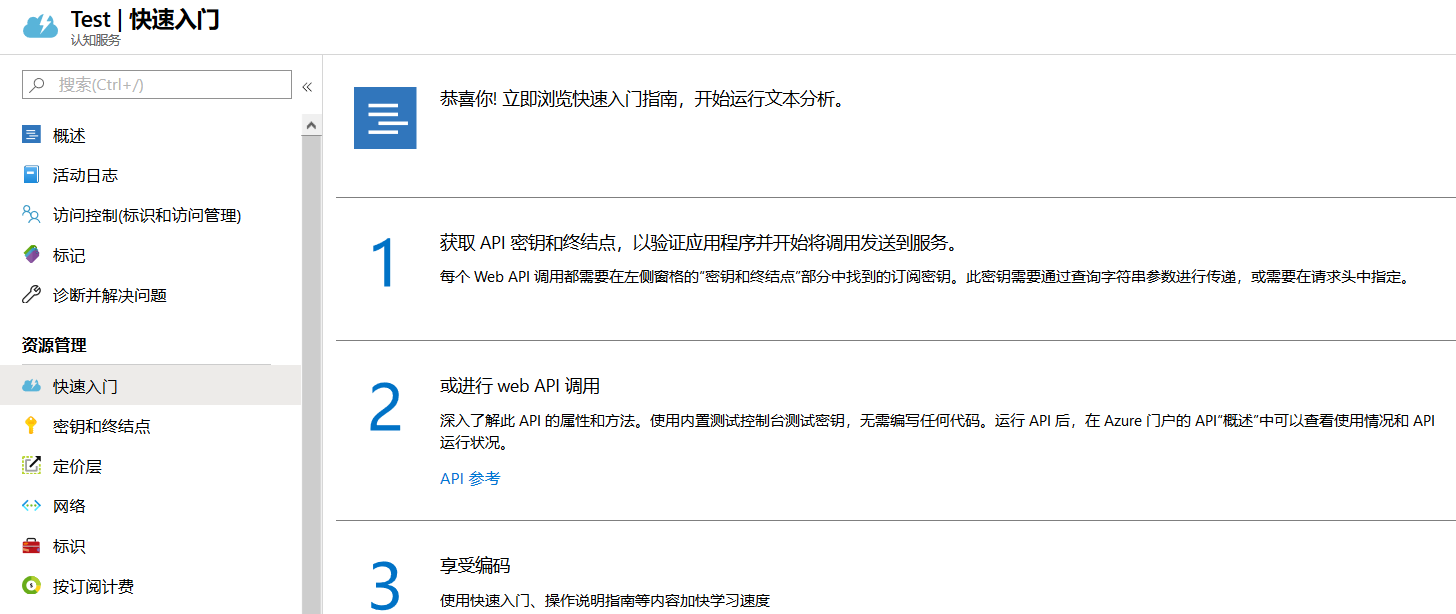 Test | 快速入门
认知服务
搜索(Ctrl+/)
«
概述
活动日志
访问控制(标识和访问管理)
标记
诊断并解决问题
资源管理
快速入门
密钥和终结点
定价层
网络
标识
按订阅计费
恭喜你! 立即浏览快速入门指南，开始运行文本分析。
1
获取 API 密钥和终结点，以验证应用程序并开始将调用发送到服务。
每个 Web API 调用都需要在左侧窗格的“密钥和终结点”部分中找到的订阅密钥。此密钥需要通过查询字符串参数进行传递，或需要在请求头中指定。
2
或进行 web API 调用
深入了解此 API 的属性和方法。使用内置测试控制台测试密钥，无需编写任何代码。运行 API 后，在 Azure 门户的 API“概述”中可以查看使用情况和 API
运行状况。
API 参考
3
享受编码
使用快速入门、操作说明指南等内容加快学习速度